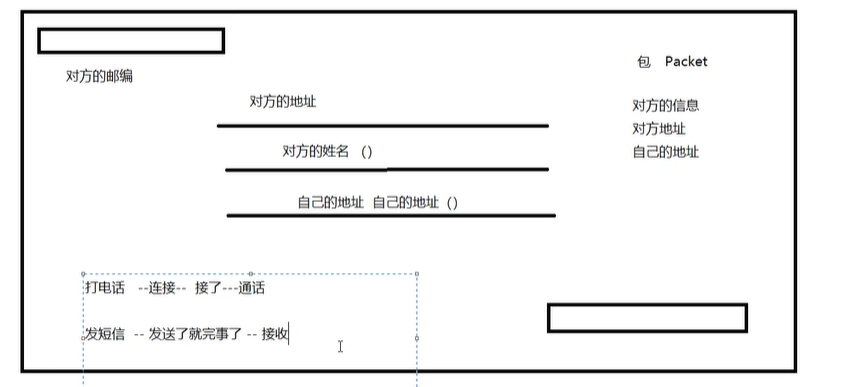 对方的邮编
对方的地址
对方的姓名 ()
自己的地址 自己的地址 ()
包 Packet
对方的信息
对方地址
自己的地址
打电话 --连接-- 接了---通话
发短信 -- 发送了就完事了 -- 接收